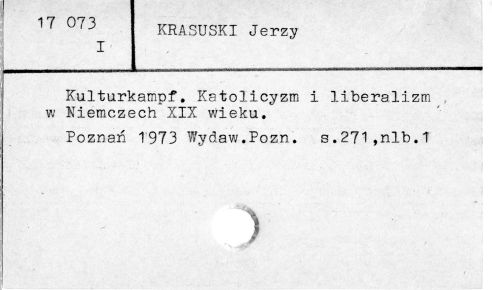 17 073
I
KRASUSKI Jerzy
Kulturkampf. Katolicyzm i liberalizm
w Niemczech XIX wieku.
Poznań 1973 Wydaw.Pozn. s.271,nlb.1